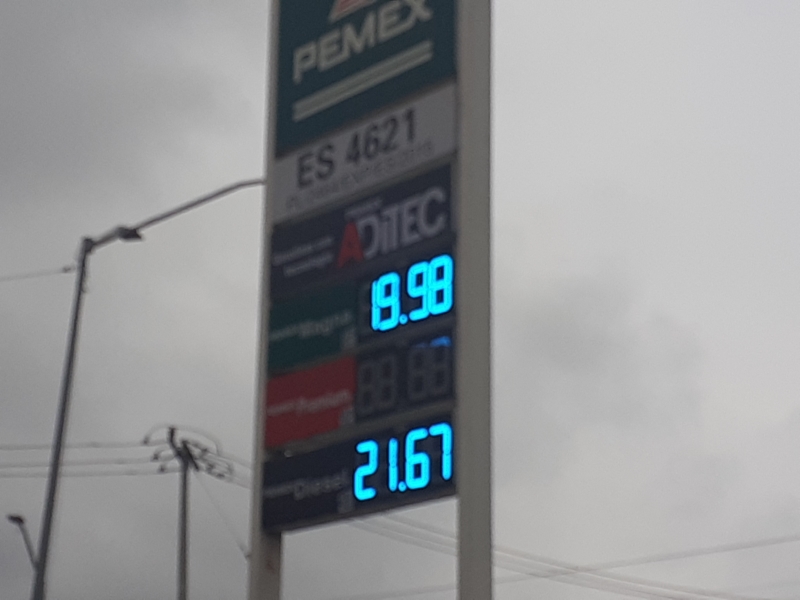 PEMEX
ES 4621
ADiTEC
19.98
Magna
Premium
21.67
Diesel